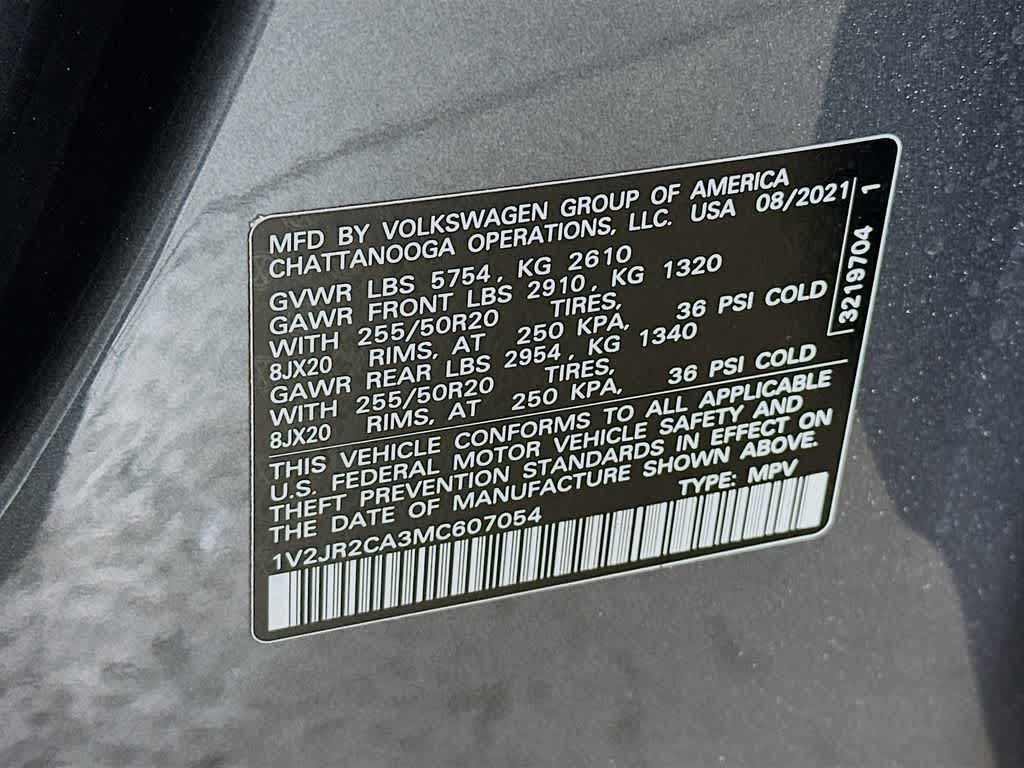 MFD BY VOLKSWAGEN GROUP OF AMERICA
CHATTANOOGA OPERATIONS, LLC. USA 08/2021
GVWR LBS 5754, KG 2610
GAWR FRONT LBS 2910, KG 1320
WITH 255/50R20 TIRES,
8JX20 RIMS, AT 250 KPA, 36 PSI COLD
GAWR REAR LBS 2954, KG 1340
WITH 255/50R20 TIRES,
8JX20 RIMS, AT 250 KPA, 36 PSI COLD
THIS VEHICLE CONFORMS TO ALL APPLICABLE
U.S. FEDERAL MOTOR VEHICLE SAFETY AND
THEFT PREVENTION STANDARDS IN EFFECT ON
THE DATE OF MANUFACTURE SHOWN ABOVE.
1V2JR2CA3MC607054 TYPE: MPV
3219704 1